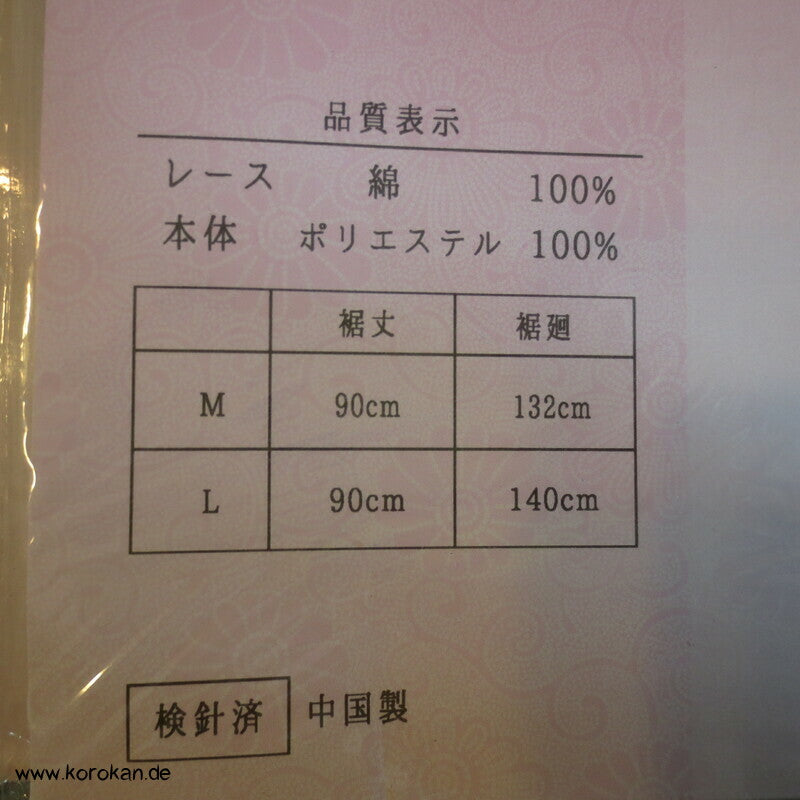 品質表示
レース 綿 100%
本体 ポリエステル 100%
裾丈 裾廻
M 90cm 132cm
L 90cm 140cm
検針済 中国製
www.korokan.de